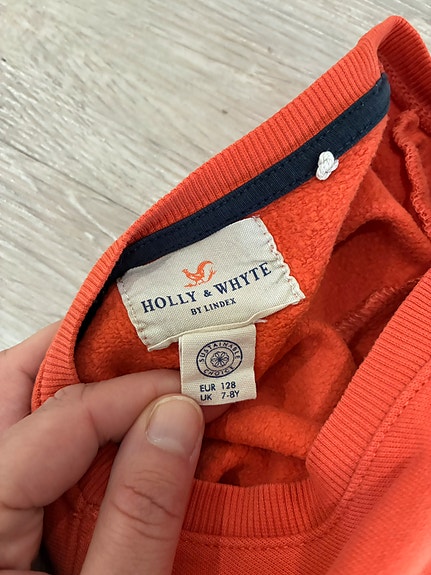 HOLLY & WHYTE
BY LINDEX
SUSTAINABLE
CHOICE
EUR 128
UK 7-8Y